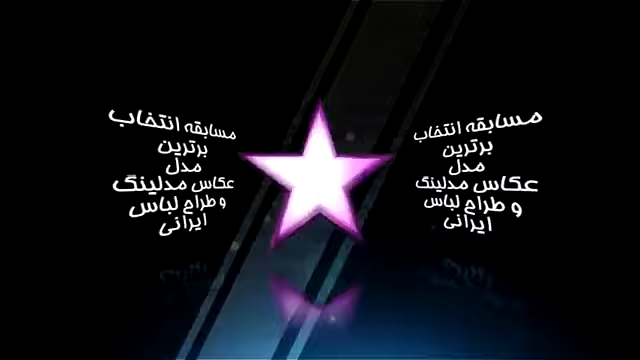 مسابقه انتخاب
برترین
مدل
عکاس مدلینگ
و طراح لباس
ایرانی
مسابقه انتخاب
برترین
مدل
عکاس مدلینگ
و طراح لباس
ایرانی